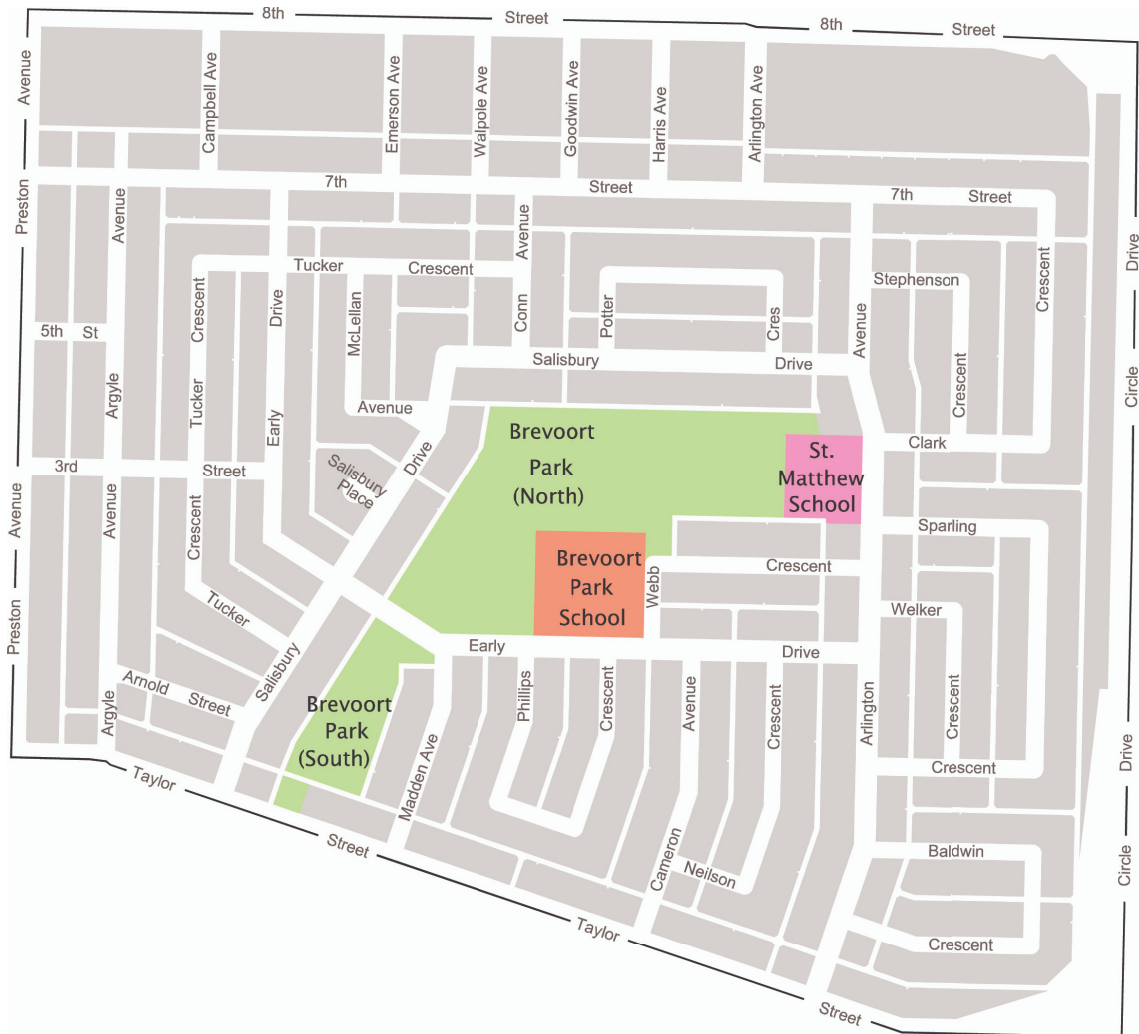 8th
Street
8th
Street
Avenue
Campbell Ave
Emerson Ave
Walpole Ave
Goodwin Ave
Harris Ave
Arlington Ave
Preston
Avenue
7th
Street
7th
Street
Avenue
Drive
Tucker
Crescent
Stephenson
Crescent
Crescent
Drive
McLellan
Conn
Potter
Cres
Avenue
5th
St
Salisbury
Drive
Circle
Argyle
Tucker
Early
Avenue
Drive
Crescent
Brevoort
Park
(North)
St.
Matthew
School
Clark
3rd
Street
Salisbury
Place
Avenue
Avenue
Crescent
Sparling
Brevoort
Park
School
Webb
Crescent
Preston
Tucker
Welker
Early
Drive
Salisbury
Arnold
Street
Argyle
Brevoort
Park
(South)
Phillips
Crescent
Avenue
Crescent
Arlington
Crescent
Drive
Taylor
Madden Ave
Crescent
Street
Cameron
Neilson
Baldwin
Circle
Taylor
Crescent
Street